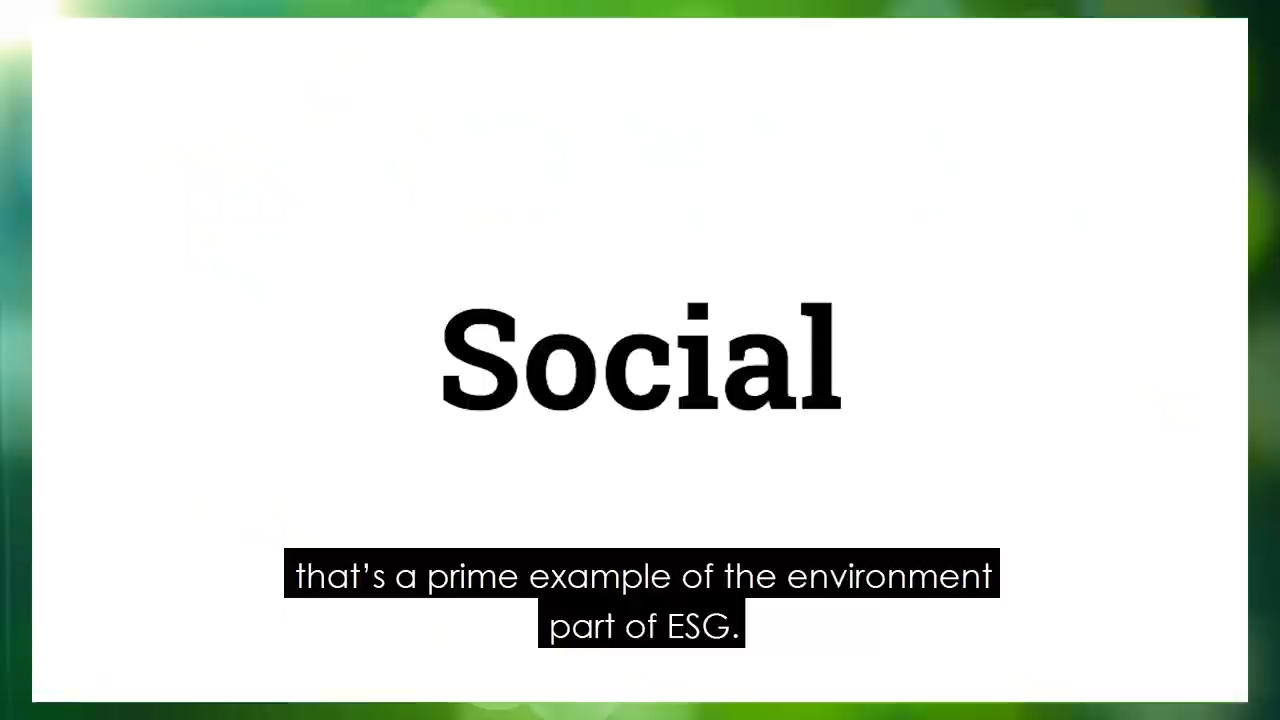 Social
that’s a prime example of the environment
part of ESG.